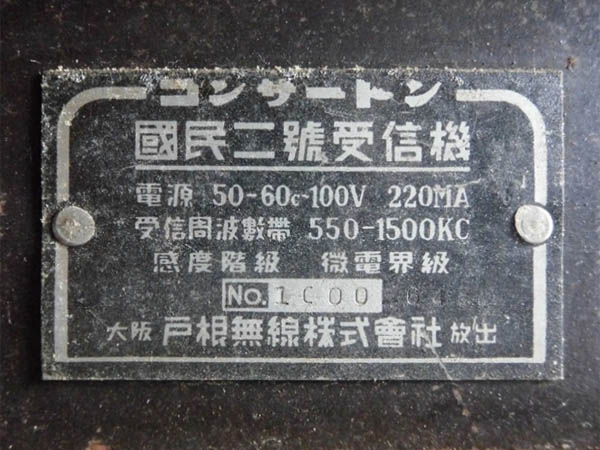 コンサートン
國民二號受信機
電源 50-60c~100V 220MA
受信周波數帶 550-1500KC
感度階級 微電界級
No.
大阪 戸根無線株式會社 放出